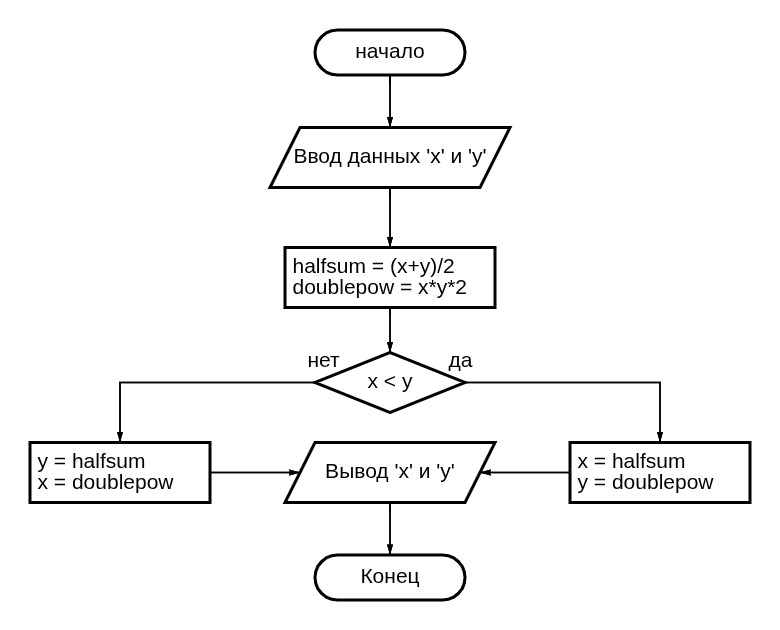 начало
Ввод данных 'x' и 'y'
halfsum = (x+y)/2
doublepow = x*y*2
нет
да
x < y
y = halfsum
x = doublepow
Вывод 'x' и 'y'
x = halfsum
y = doublepow
Конец